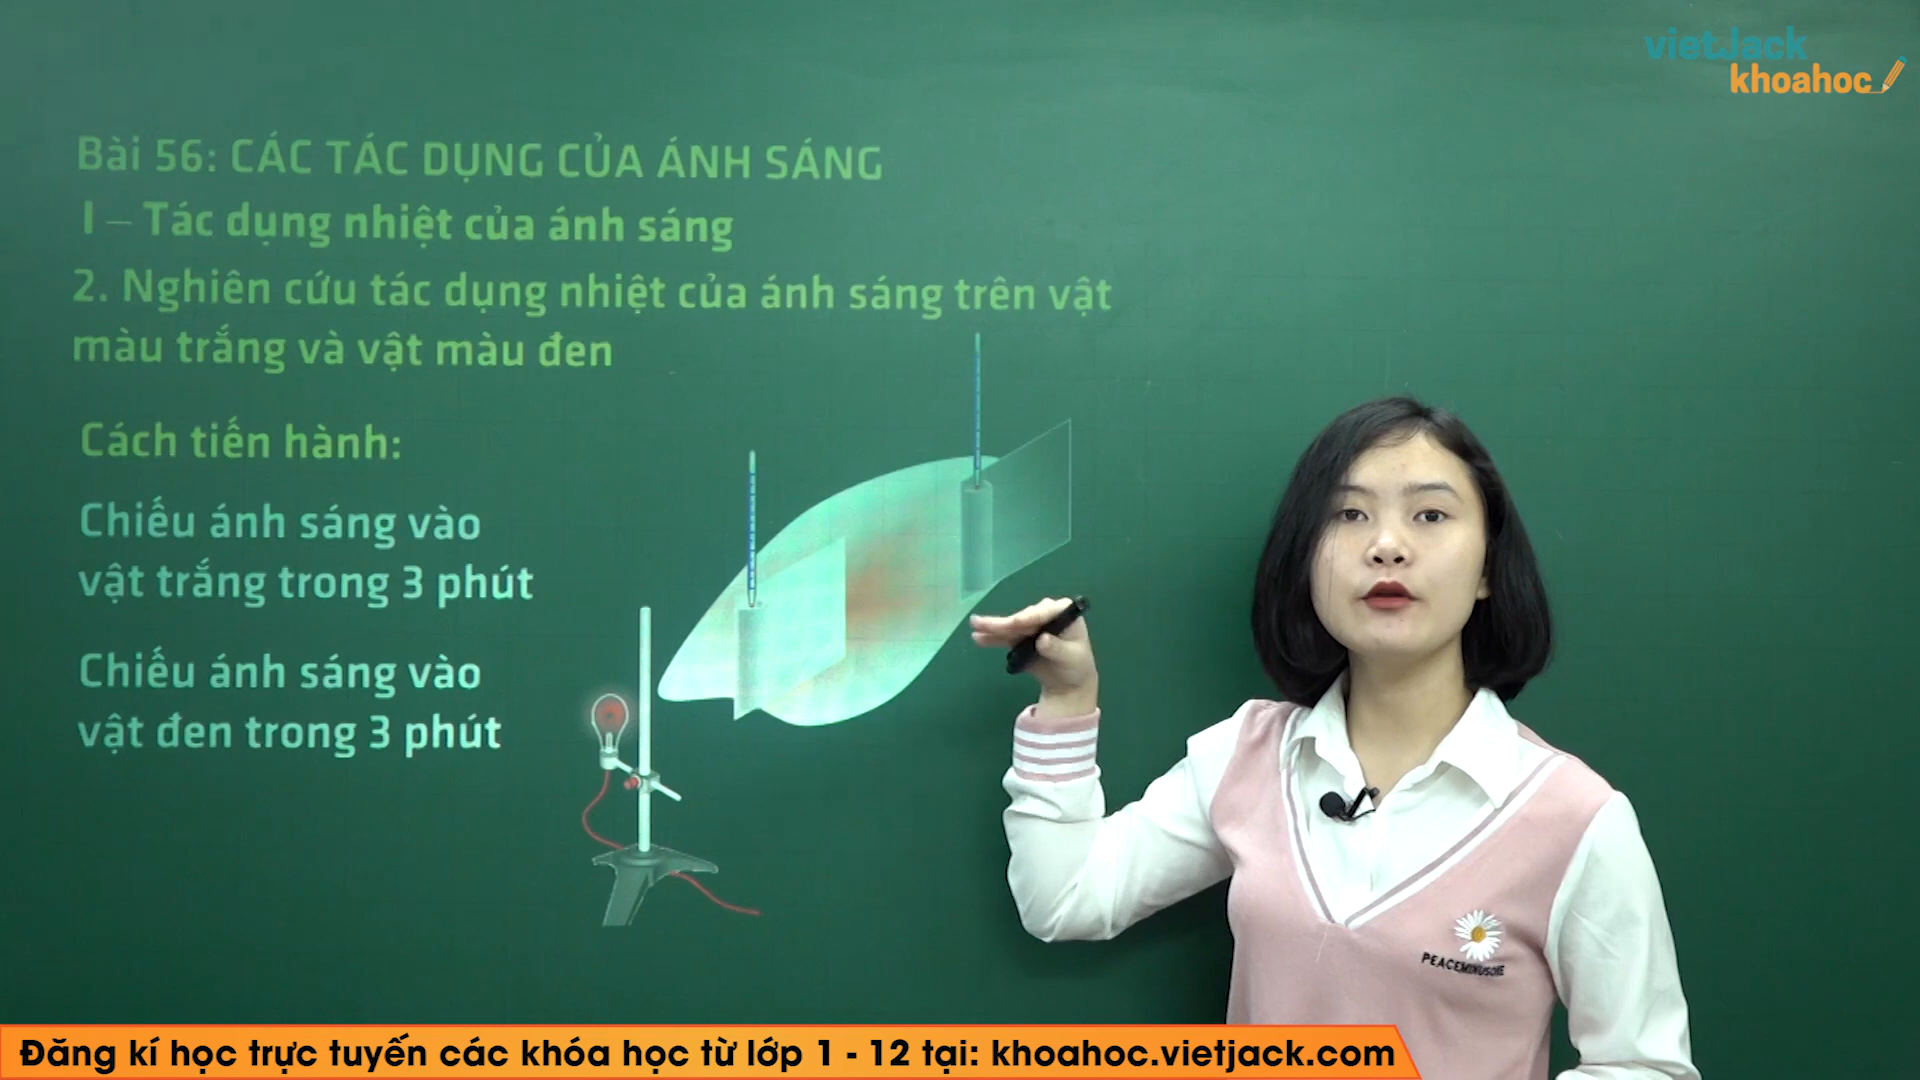 vietJack
khoahoc
Bài 56: CÁC TÁC DỤNG CỦA ÁNH SÁNG
I – Tác dụng nhiệt của ánh sáng
2. Nghiên cứu tác dụng nhiệt của ánh sáng trên vật
màu trắng và vật màu đen
Cách tiến hành:
Chiếu ánh sáng vào
vật trắng trong 3 phút
Chiếu ánh sáng vào
vật đen trong 3 phút
PEACEMINUSONE
Đăng kí học trực tuyến các khóa học từ lớp 1 - 12 tại: khoahoc.vietjack.com